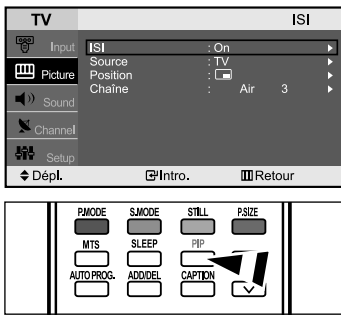 TV ISI
Input
Picture
Sound
Channel
Setup
ISI : On
Source : TV
Position :
Chaîne : Air 3
Dépl. Intro. Retour
P.MODE S.MODE STILL P.SIZE
MTS SLEEP PIP
AUTO PROG. ADD/DEL CAPTION